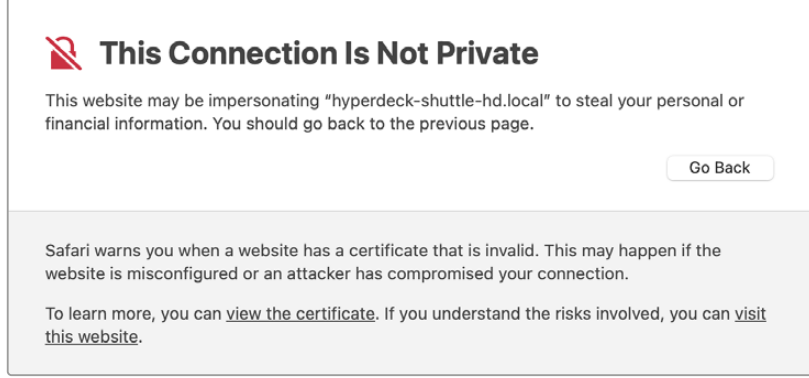 This Connection Is Not Private
This website may be impersonating “hyperdeck-shuttle-hd.local” to steal your personal or
financial information. You should go back to the previous page.
Go Back
Safari warns you when a website has a certificate that is invalid. This may happen if the
website is misconfigured or an attacker has compromised your connection.
To learn more, you can view the certificate. If you understand the risks involved, you can visit
this website.